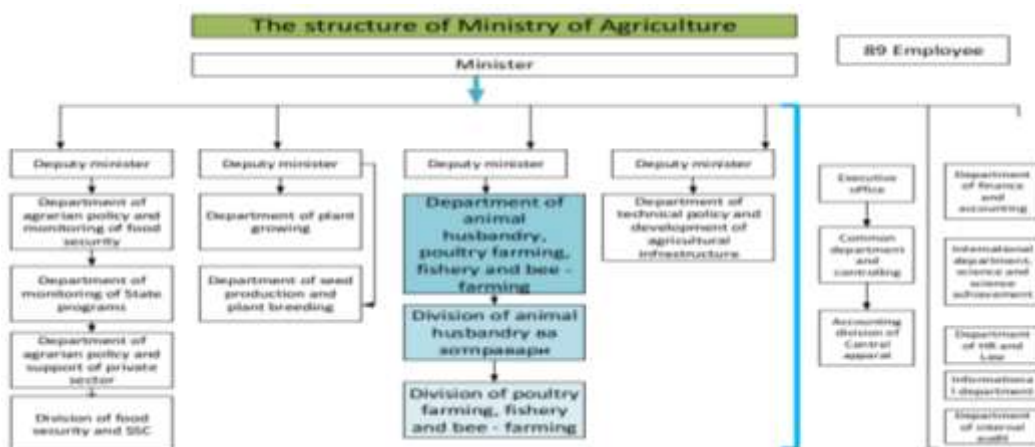 The structure of Ministry of Agriculture
89 Employee
Minister
Deputy minister
Department of
agrarian policy and
monitoring of food
security
Department of
monitoring of State
programs
Department of
agrarian policy and
support of private
sector
Division of food
security and SSC
Deputy minister
Department of plant
growing
Department of seed
production and
plant breeding
Deputy minister
Department of
animal
husbandry,
poultry farming,
fishery and bee -
farming
Division of animal
husbandry ва
зотпарвари
Division of poultry
farming, fishery
and bee - farming
Deputy minister
Department of
technical policy and
development of
agricultural
infrastructure
Executive
office
Common
department
and
controlling
Accounting
division of
Central
apparat
Department
of finance
and
accounting
International
department,
science and
science
achievement
Department
of HR and
Law
Informationa
l department
Department
of internal
audit